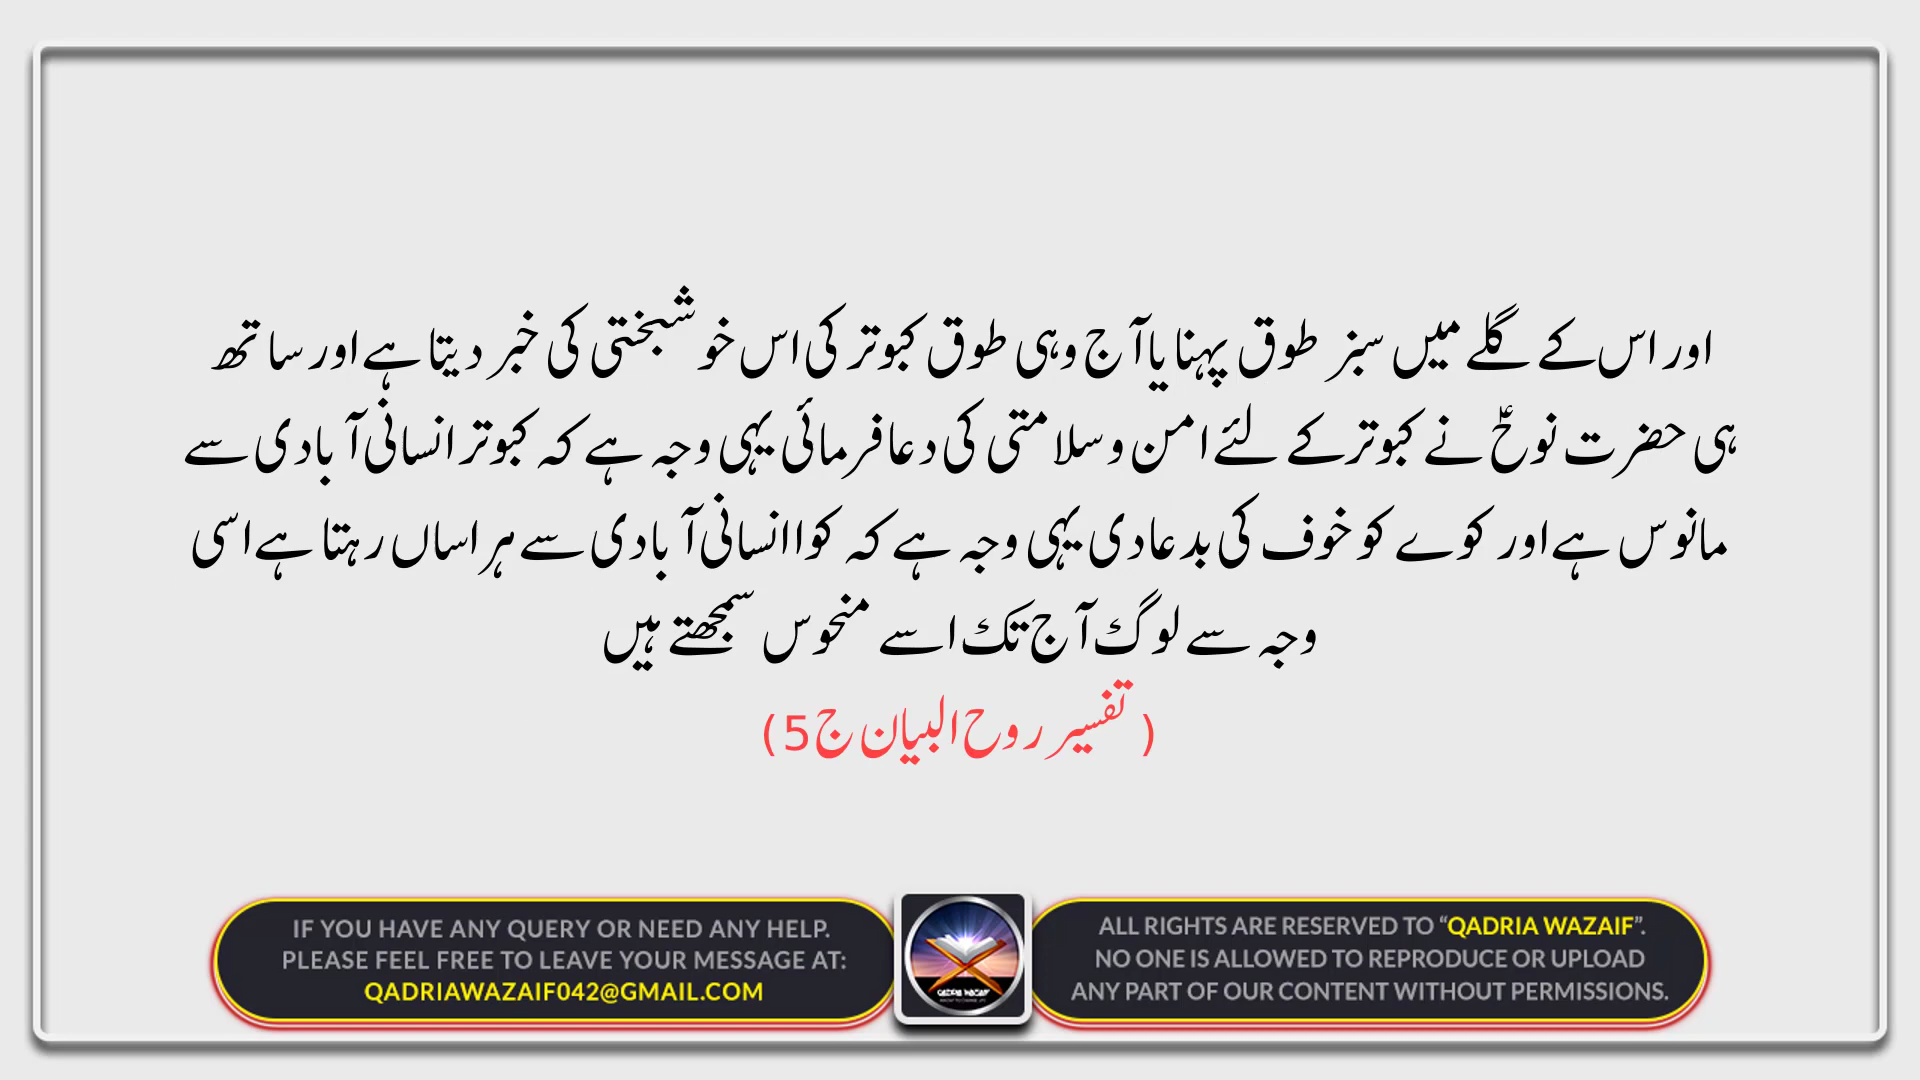 اور اس کے گلے میں سبز طوق پہنایا آج وہی طوق کبوتر کی اس خوشبختی کی خبر دیتا ہے اور ساتھ
ہی حضرت نوحؑ نے کبوتر کے لئے امن و سلامتی کی دعا فرمائی یہی وجہ ہے کہ کبوتر انسانی آبادی سے
مانوس ہے اور کوے کو خوف کی بد عا دی یہی وجہ ہے کہ کوا انسانی آبادی سے ہراساں رہتا ہے اسی
وجہ سے لوگ آج تک اسے منحوس سمجھتے ہیں
(تفسیر روح البیان ج5)
IF YOU HAVE ANY QUERY OR NEED ANY HELP.
PLEASE FEEL FREE TO LEAVE YOUR MESSAGE AT:
QADRIAWAZAIF042@GMAIL.COM
QADRIA WAZAIF
ALL RIGHTS ARE RESERVED TO “QADRIA WAZAIF”.
NO ONE IS ALLOWED TO REPRODUCE OR UPLOAD
ANY PART OF OUR CONTENT WITHOUT PERMISSIONS.